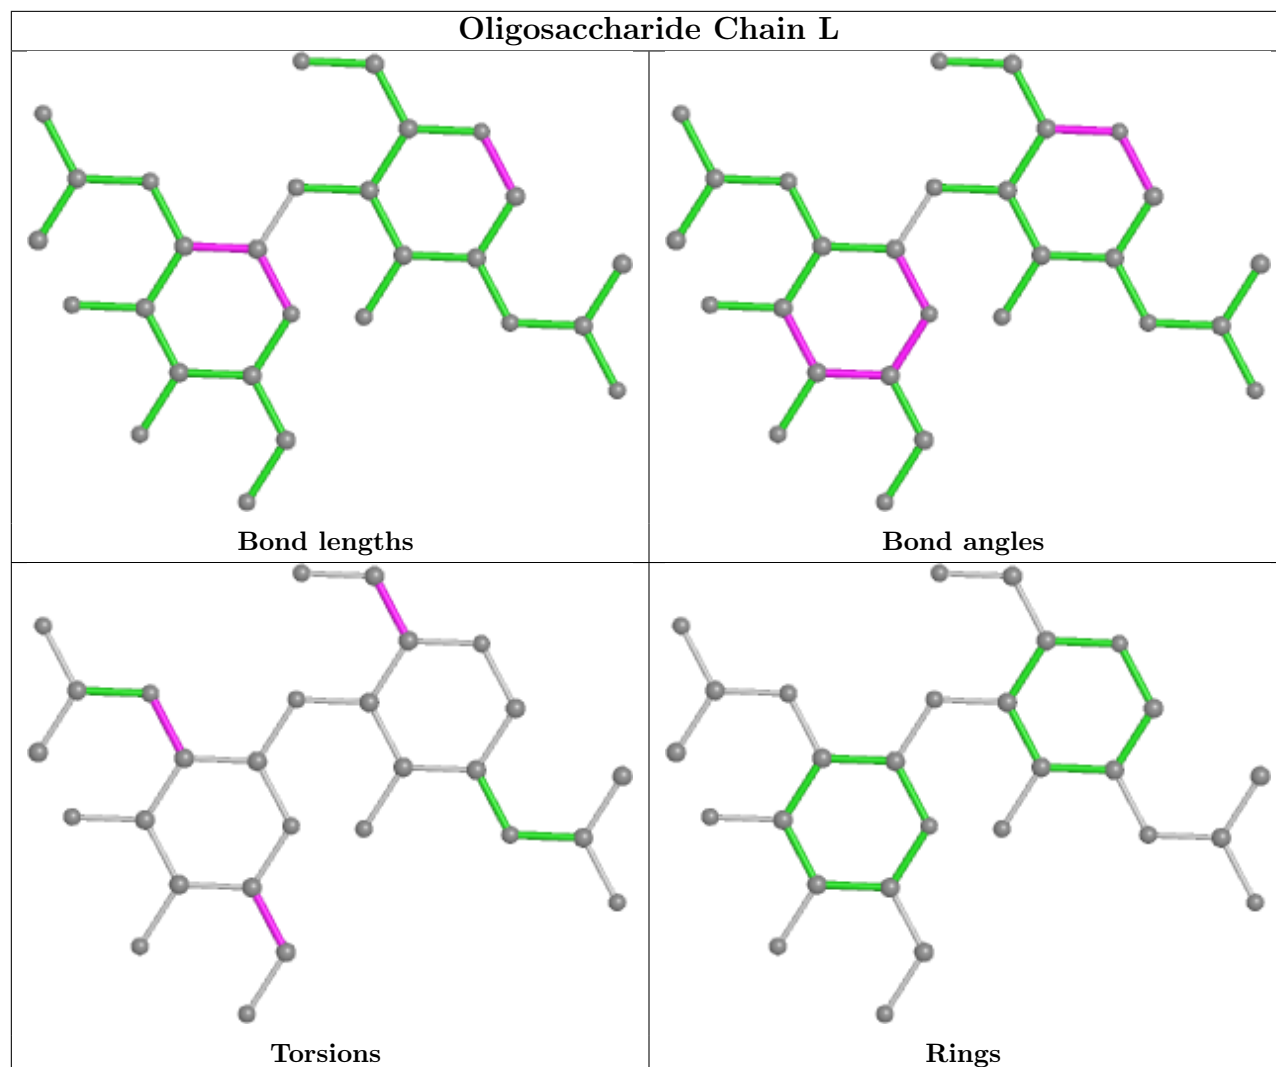 Oligosaccharide Chain L
Bond lengths
Bond angles
Torsions
Rings